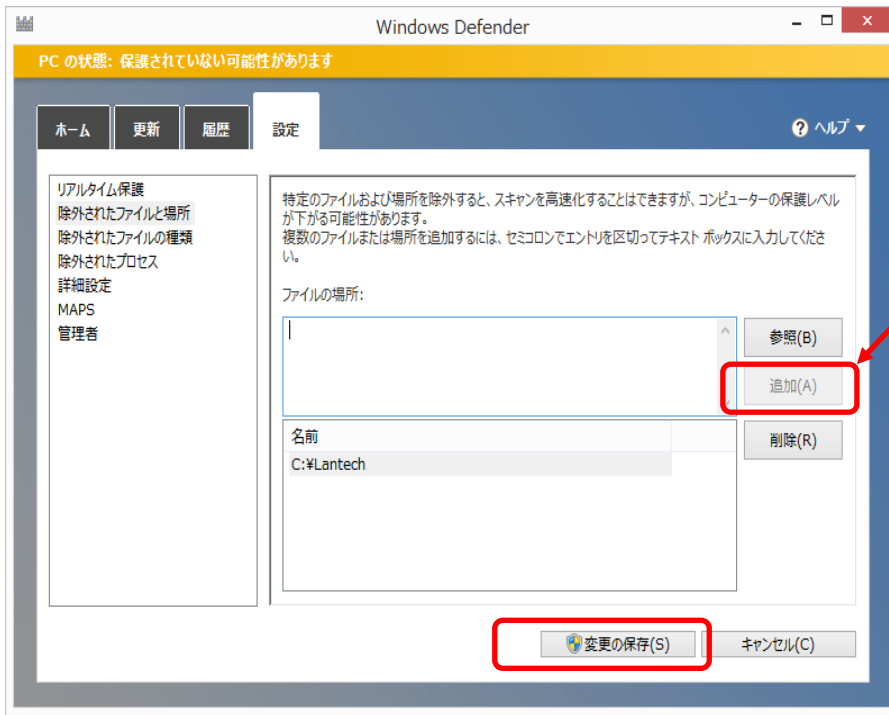 Windows Defender
PC の状態: 保護されていない可能性があります
ホーム 更新 履歴 設定 ヘルプ
リアルタイム保護
除外されたファイルと場所
除外されたファイルの種類
除外されたプロセス
詳細設定
MAPS
管理者
特定のファイルおよび場所を除外すると、スキャンを高速化することはできますが、コンピューターの保護レベル
が下がる可能性があります。
複数のファイルまたは場所を追加するには、セミコロンでエントリを区切ってテキスト ボックスに入力してくださ
い。
ファイルの場所:
参照(B)
追加(A)
名前
削除(R)
C:¥Lantech
変更の保存(S) キャンセル(C)